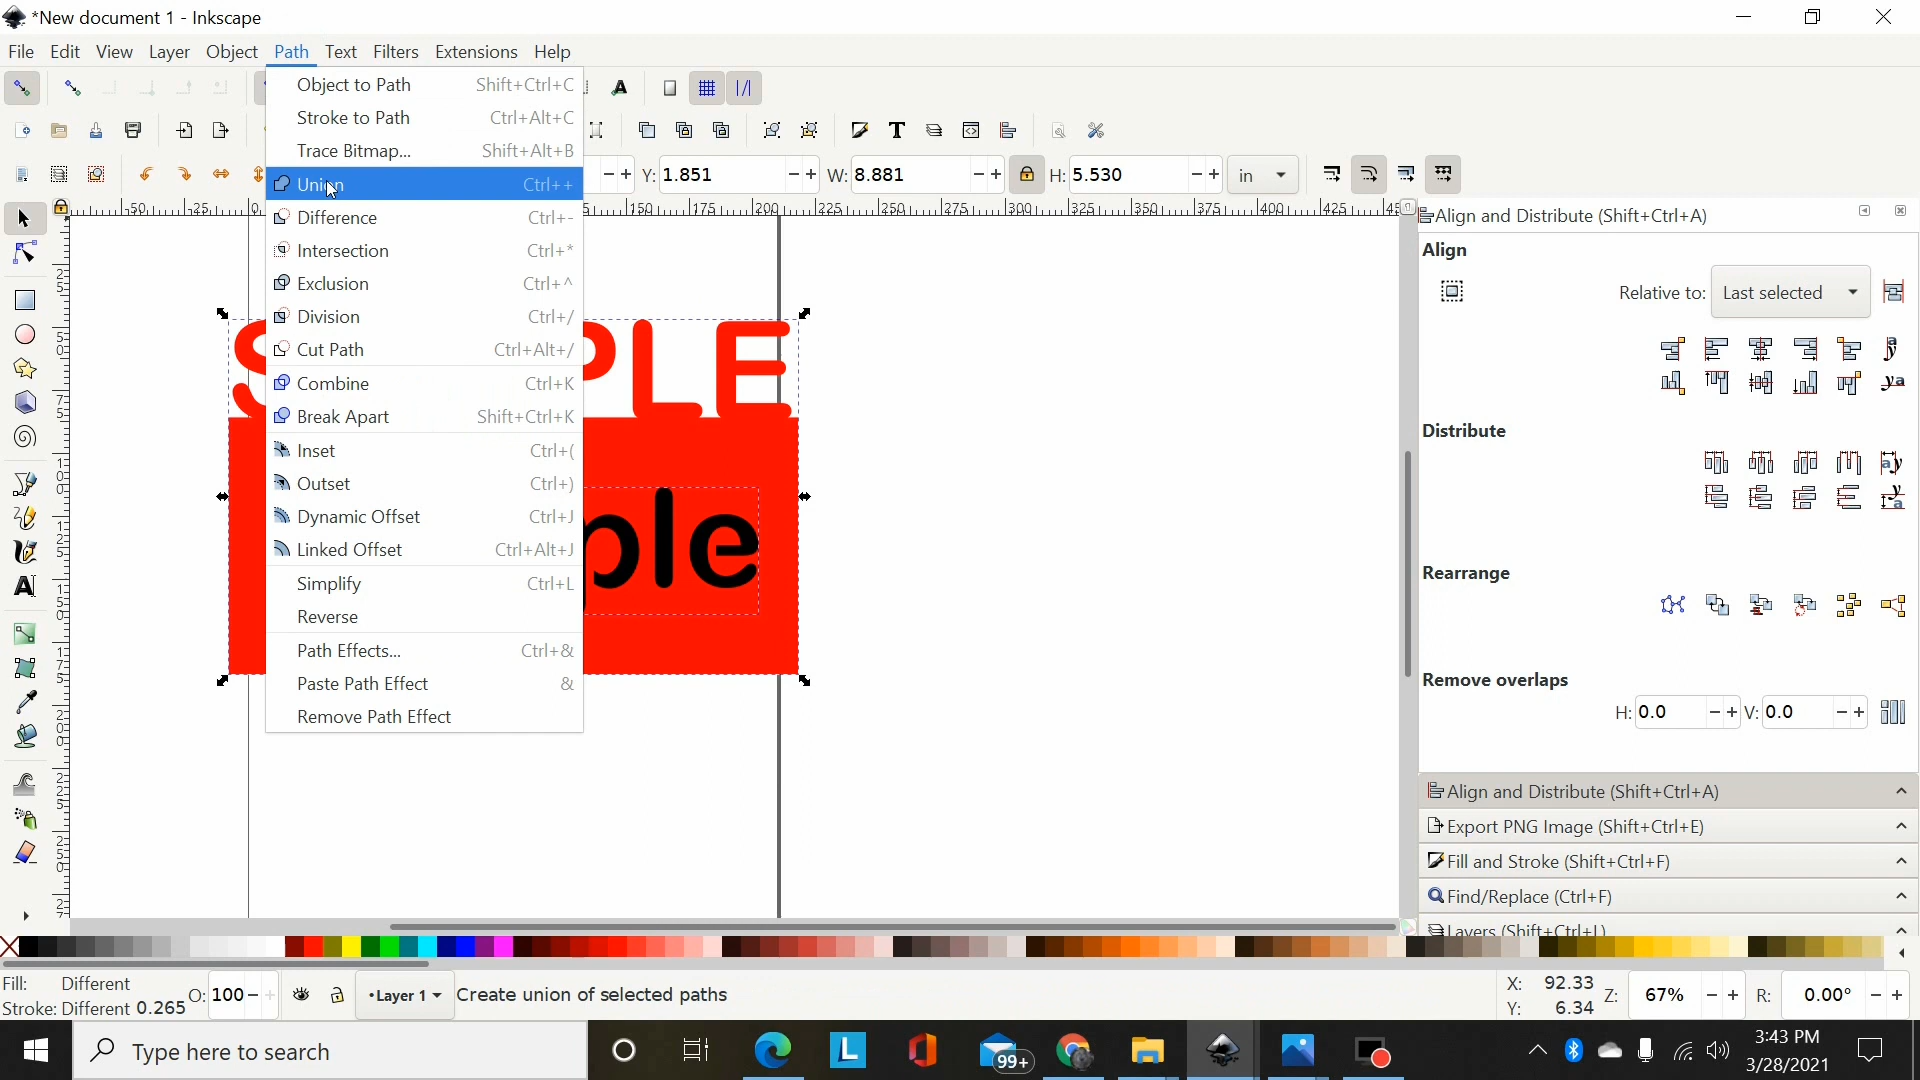 *New document 1 - Inkscape
File Edit View Layer Object Path Text Filters Extensions Help
Object to Path Shift+Ctrl+C
Stroke to Path Ctrl+Alt+C
Trace Bitmap... Shift+Alt+B
Union Ctrl++
Difference Ctrl+-
Intersection Ctrl+*
Exclusion Ctrl+^
Division Ctrl+/
Cut Path Ctrl+Alt+/
Combine Ctrl+K
Break Apart Shift+Ctrl+K
Inset Ctrl+(
Outset Ctrl+)
Dynamic Offset Ctrl+J
Linked Offset Ctrl+Alt+J
Simplify Ctrl+L
Reverse
Path Effects... Ctrl+&
Paste Path Effect &
Remove Path Effect
Y: 1.851 W: 8.881 H: 5.530 in
PLE
ple
Align and Distribute (Shift+Ctrl+A)
Align
Relative to: Last selected
Distribute
Rearrange
Remove overlaps
H: 0.0 V: 0.0
Align and Distribute (Shift+Ctrl+A)
Export PNG Image (Shift+Ctrl+E)
Fill and Stroke (Shift+Ctrl+F)
Find/Replace (Ctrl+F)
Layers (Shift+Ctrl+L)
Fill: Different
Stroke: Different 0.265 O: 100
•Layer 1 Create union of selected paths
X: 92.33
Y: 6.34
Z: 67% R: 0.00°
Type here to search
99+
3:43 PM
3/28/2021